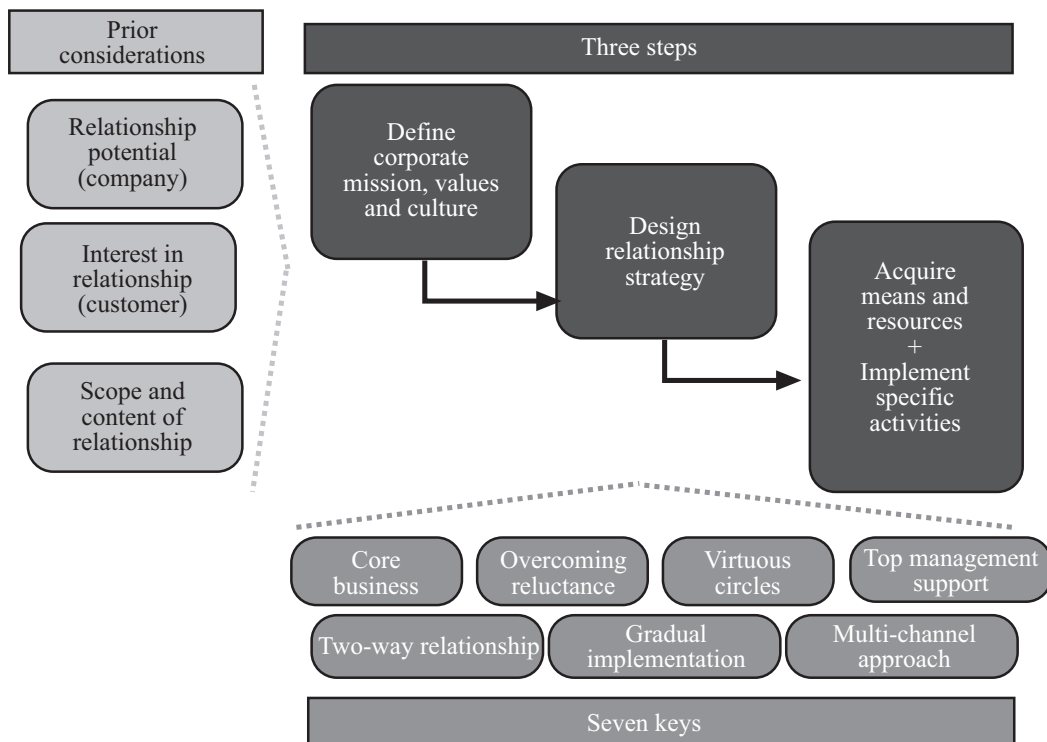 Prior
considerations
Three steps
Relationship
potential
(company)
Interest in
relationship
(customer)
Scope and
content of
relationship
Define
corporate
mission, values
and culture
Design
relationship
strategy
Acquire
means and
resources
+
Implement
specific
activities
Core
business
Overcoming
reluctance
Virtuous
circles
Top management
support
Two-way relationship
Gradual
implementation
Multi-channel
approach
Seven keys